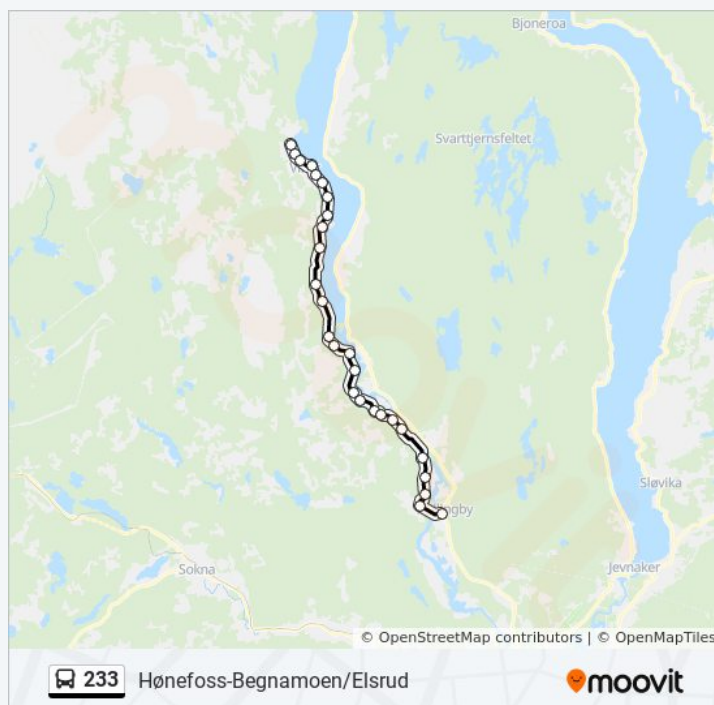 Bjoneroa
Svarttjernsfeltet
Sløvika
Sokna
Jevnaker
© OpenStreetMap contributors | © OpenMapTiles
233 Hønefoss-Begnamoen/Elsrud
moovit